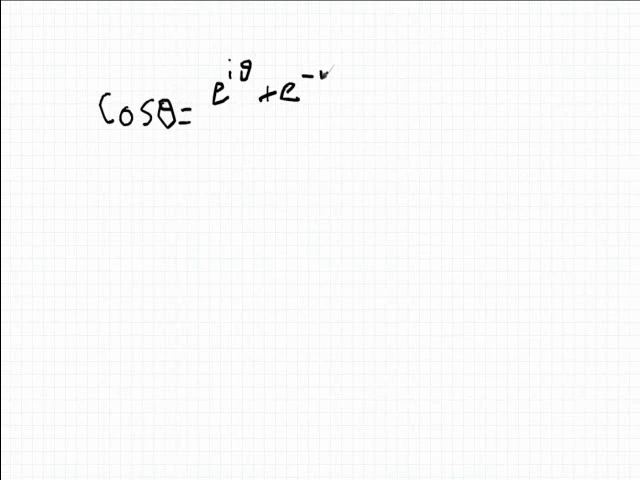 Cosθ = e^{iθ} + e^-